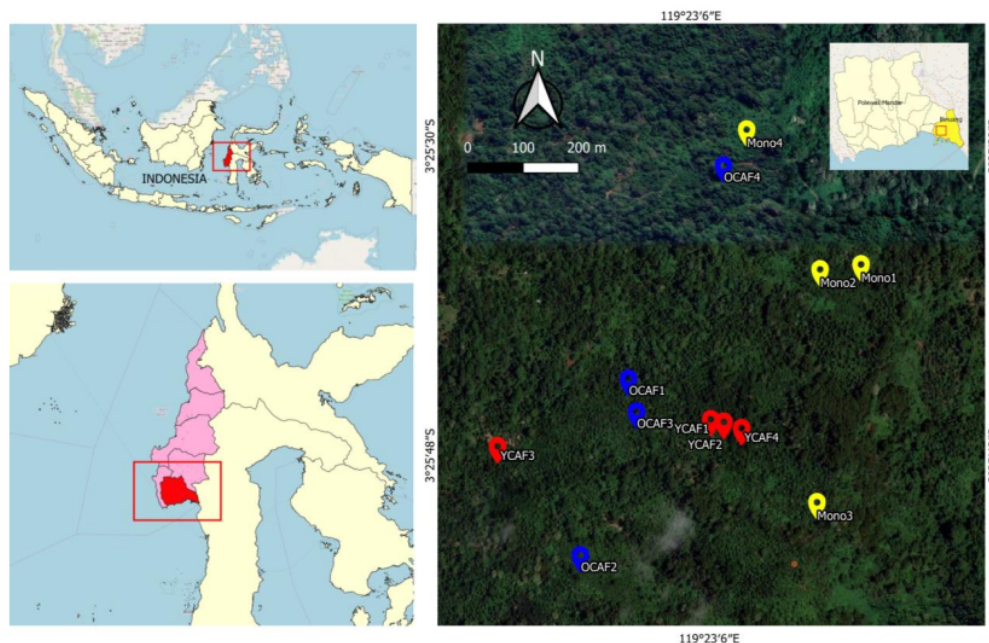 INDONESIA
119°23′6″E
N
0 100 200 m
3°25′30″S
3°25′48″S
Polewali Mandar
Binuang
Mono4
OCAF4
Mono2
Mono1
OCAF1
OCAF3
YCAF1
YCAF2
YCAF4
YCAF3
Mono3
OCAF2
119°23′6″E